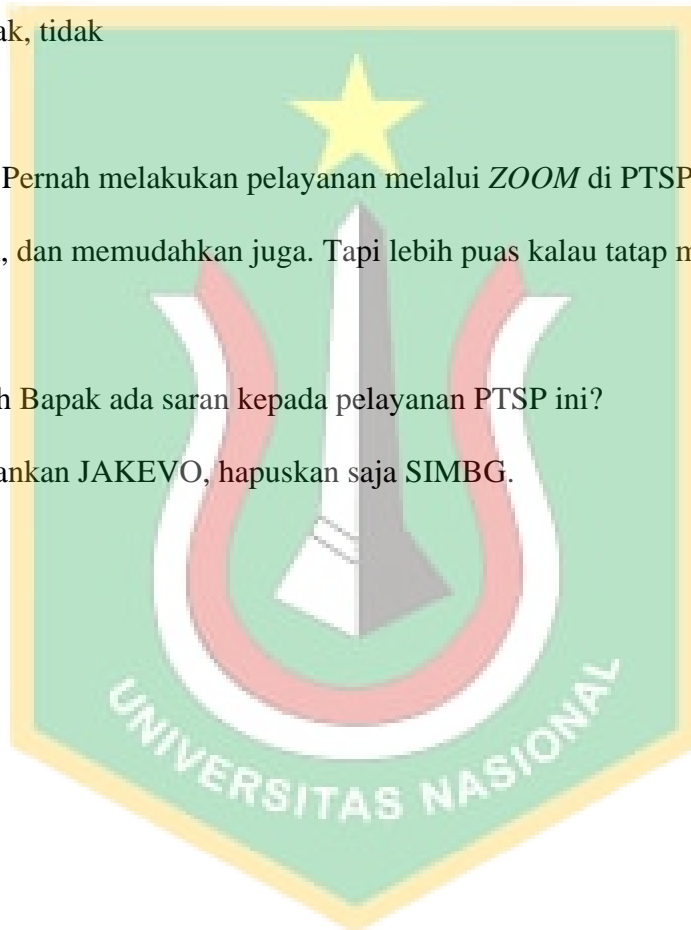 ak, tidak
Pernah melakukan pelayanan melalui ZOOM di PTSP
, dan memudahkan juga. Tapi lebih puas kalau tatap m
h Bapak ada saran kepada pelayanan PTSP ini?
ankan JAKEVO, hapuskan saja SIMBG.
UNIVERSITAS NASIONAL